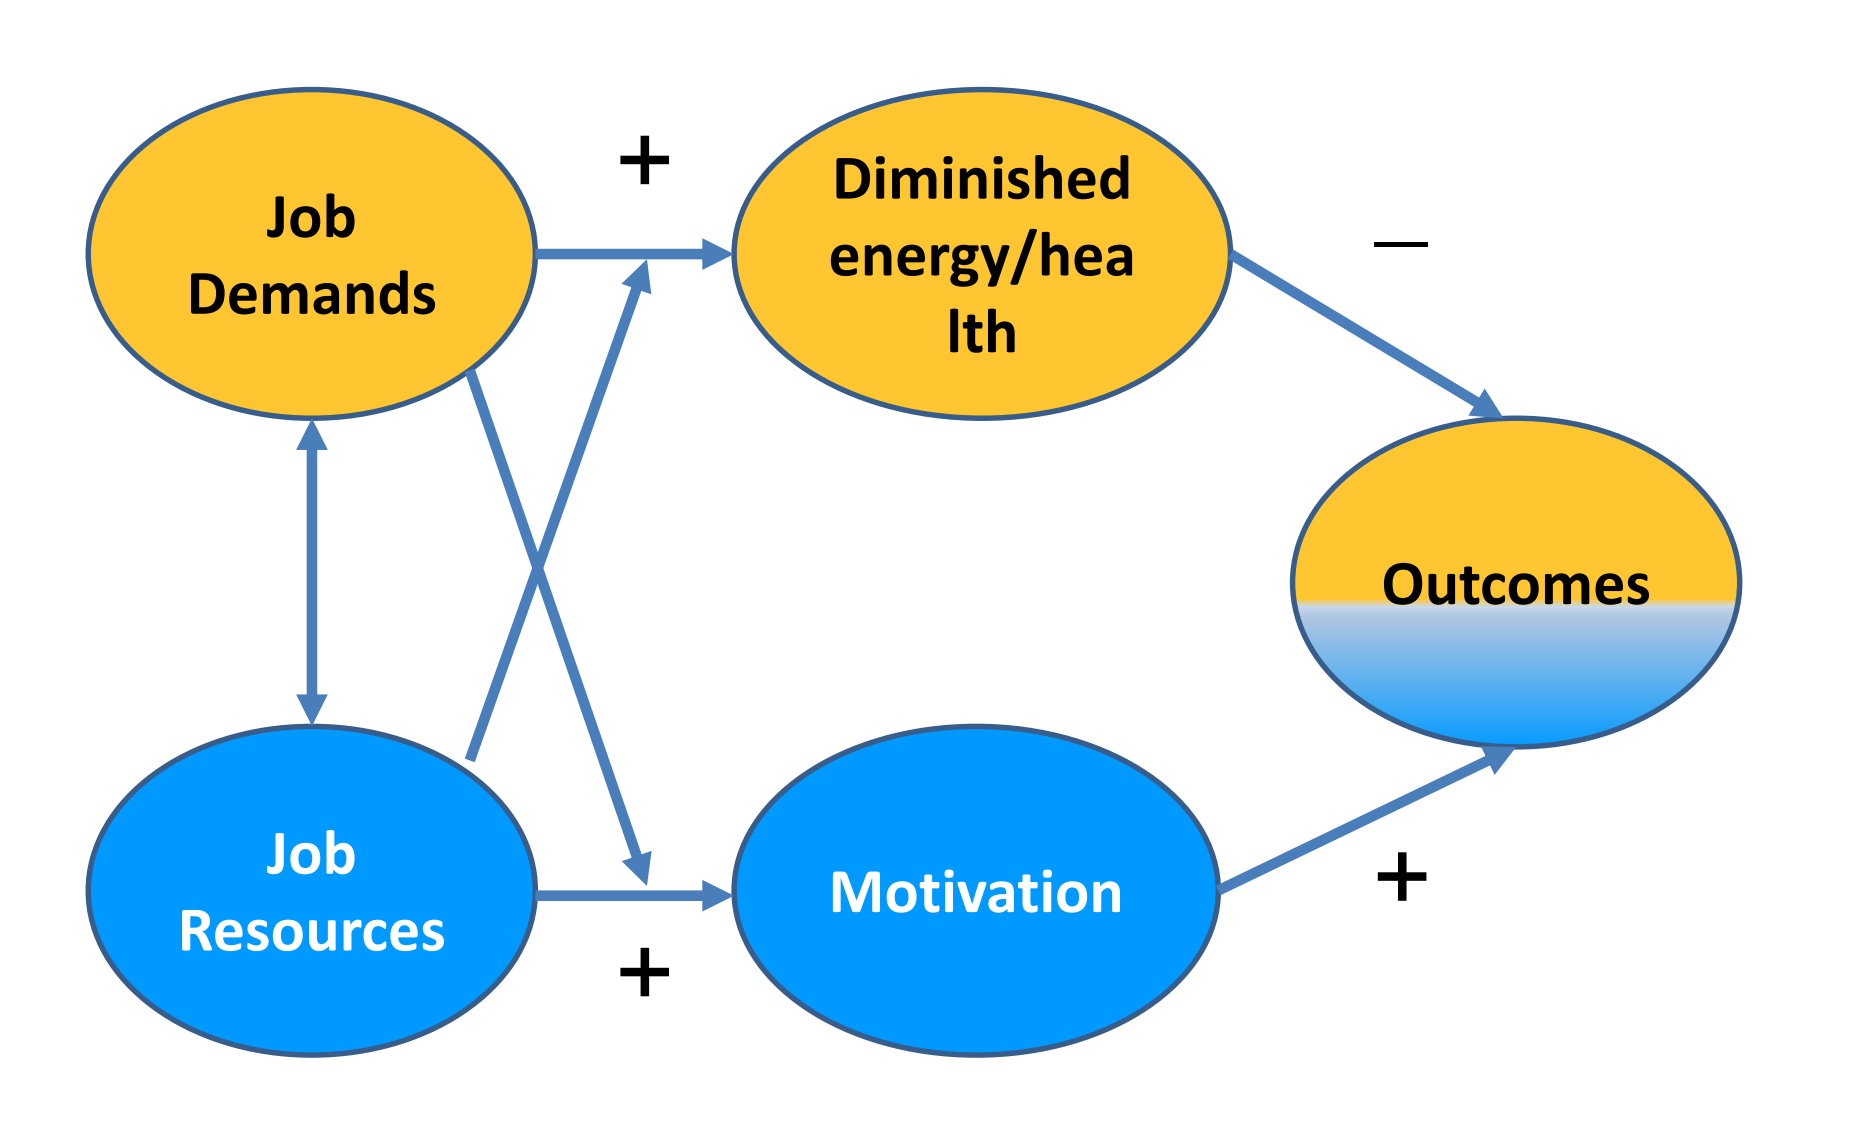 Job
Demands
+
Diminished
energy/hea
lth
–
Outcomes
Job
Resources
+
Motivation
+